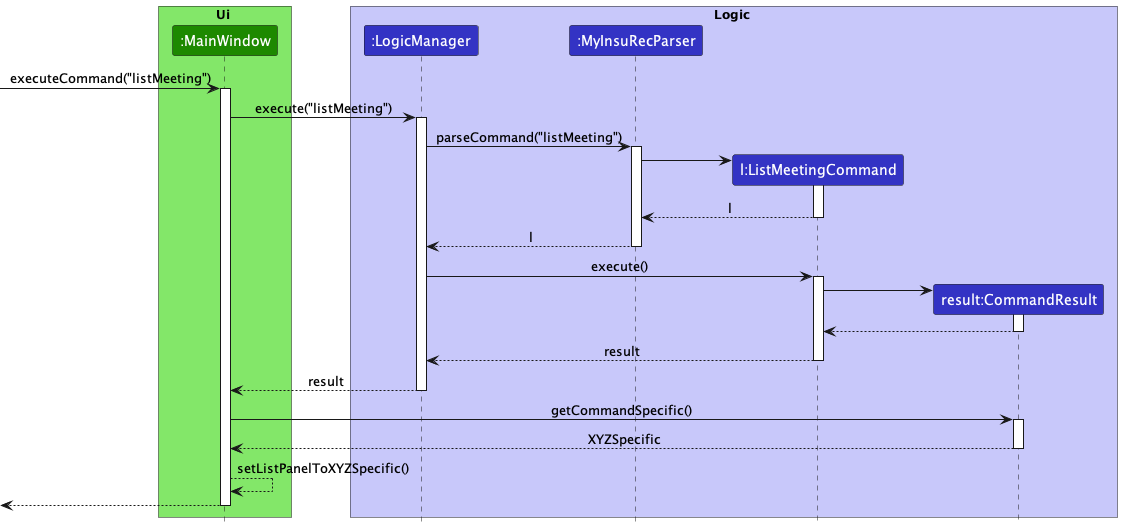 Ui
Logic
:MainWindow
:LogicManager
:MyInsuRecParser
executeCommand("listMeeting")
execute("listMeeting")
parseCommand("listMeeting")
l:ListMeetingCommand
l
l
execute()
result:CommandResult
result
result
getCommandSpecific()
XYZSpecific
setListPanelToXYZSpecific()